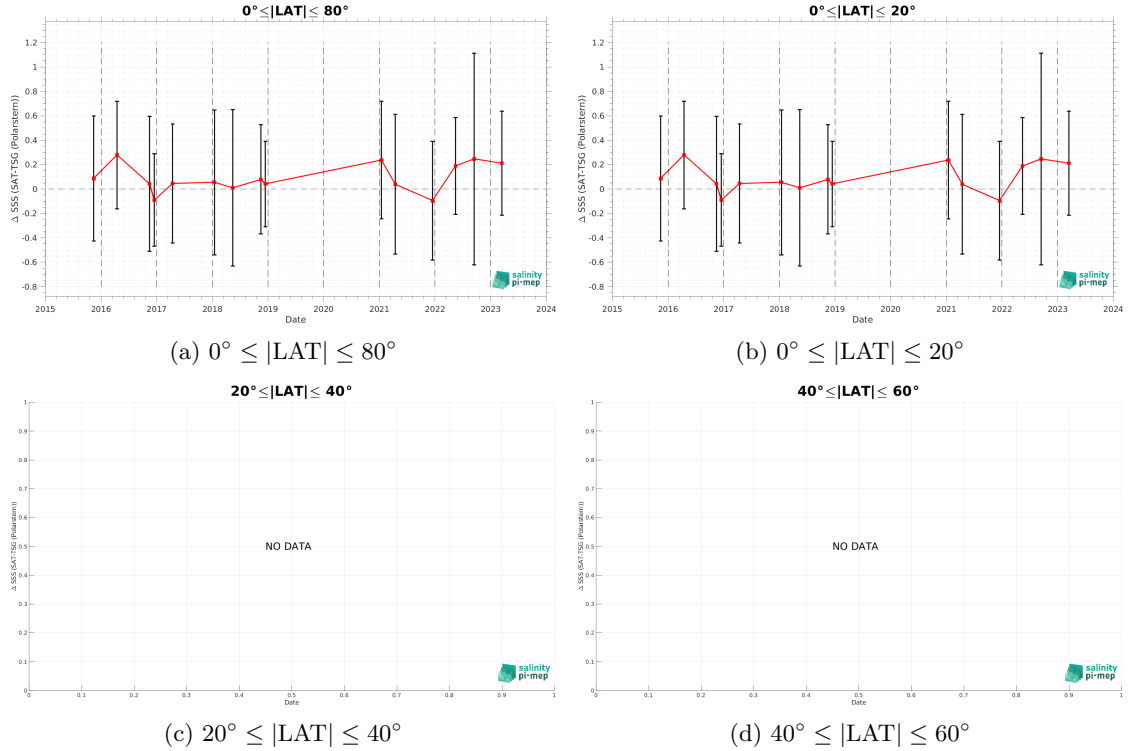 0°≤|LAT|≤ 80°
Δ SSS (SAT-TSG (Polarstern))
1.2
1
0.8
0.6
0.4
0.2
0
-0.2
-0.4
-0.6
-0.8
2015 2016 2017 2018 2019 2020 2021 2022 2023 2024
Date
salinity
pi-mep
(a) 0° ≤ |LAT| ≤ 80°
0°≤|LAT|≤ 20°
Δ SSS (SAT-TSG (Polarstern))
1.2
1
0.8
0.6
0.4
0.2
0
-0.2
-0.4
-0.6
-0.8
2015 2016 2017 2018 2019 2020 2021 2022 2023 2024
Date
salinity
pi-mep
(b) 0° ≤ |LAT| ≤ 20°
20°≤|LAT|≤ 40°
Δ SSS (SAT-TSG (Polarstern))
1
0.9
0.8
0.7
0.6
0.5
0.4
0.3
0.2
0.1
0
NO DATA
0 0.1 0.2 0.3 0.4 0.5 0.6 0.7 0.8 0.9 1
Date
salinity
pi-mep
(c) 20° ≤ |LAT| ≤ 40°
40°≤|LAT|≤ 60°
Δ SSS (SAT-TSG (Polarstern))
1
0.9
0.8
0.7
0.6
0.5
0.4
0.3
0.2
0.1
0
NO DATA
0 0.1 0.2 0.3 0.4 0.5 0.6 0.7 0.8 0.9 1
Date
salinity
pi-mep
(d) 40° ≤ |LAT| ≤ 60°